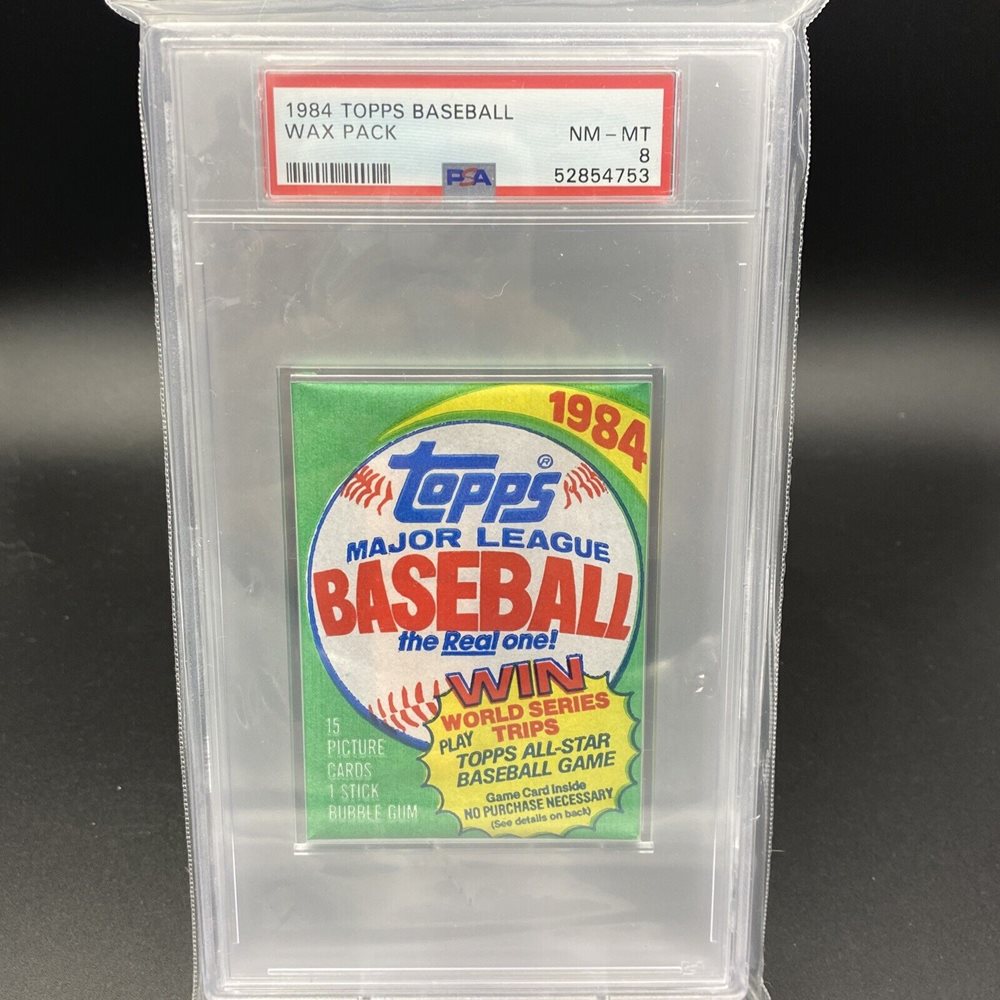 1984 TOPPS BASEBALL
WAX PACK
NM - MT
8
PSA
52854753
1984
topps®
MAJOR LEAGUE
BASEBALL
the Real one!
WIN
WORLD SERIES
TRIPS
PLAY
TOPPS ALL-STAR
BASEBALL GAME
Game Card Inside
NO PURCHASE NECESSARY
(See details on back)
15
PICTURE
CARDS
1 STICK
BUBBLE GUM